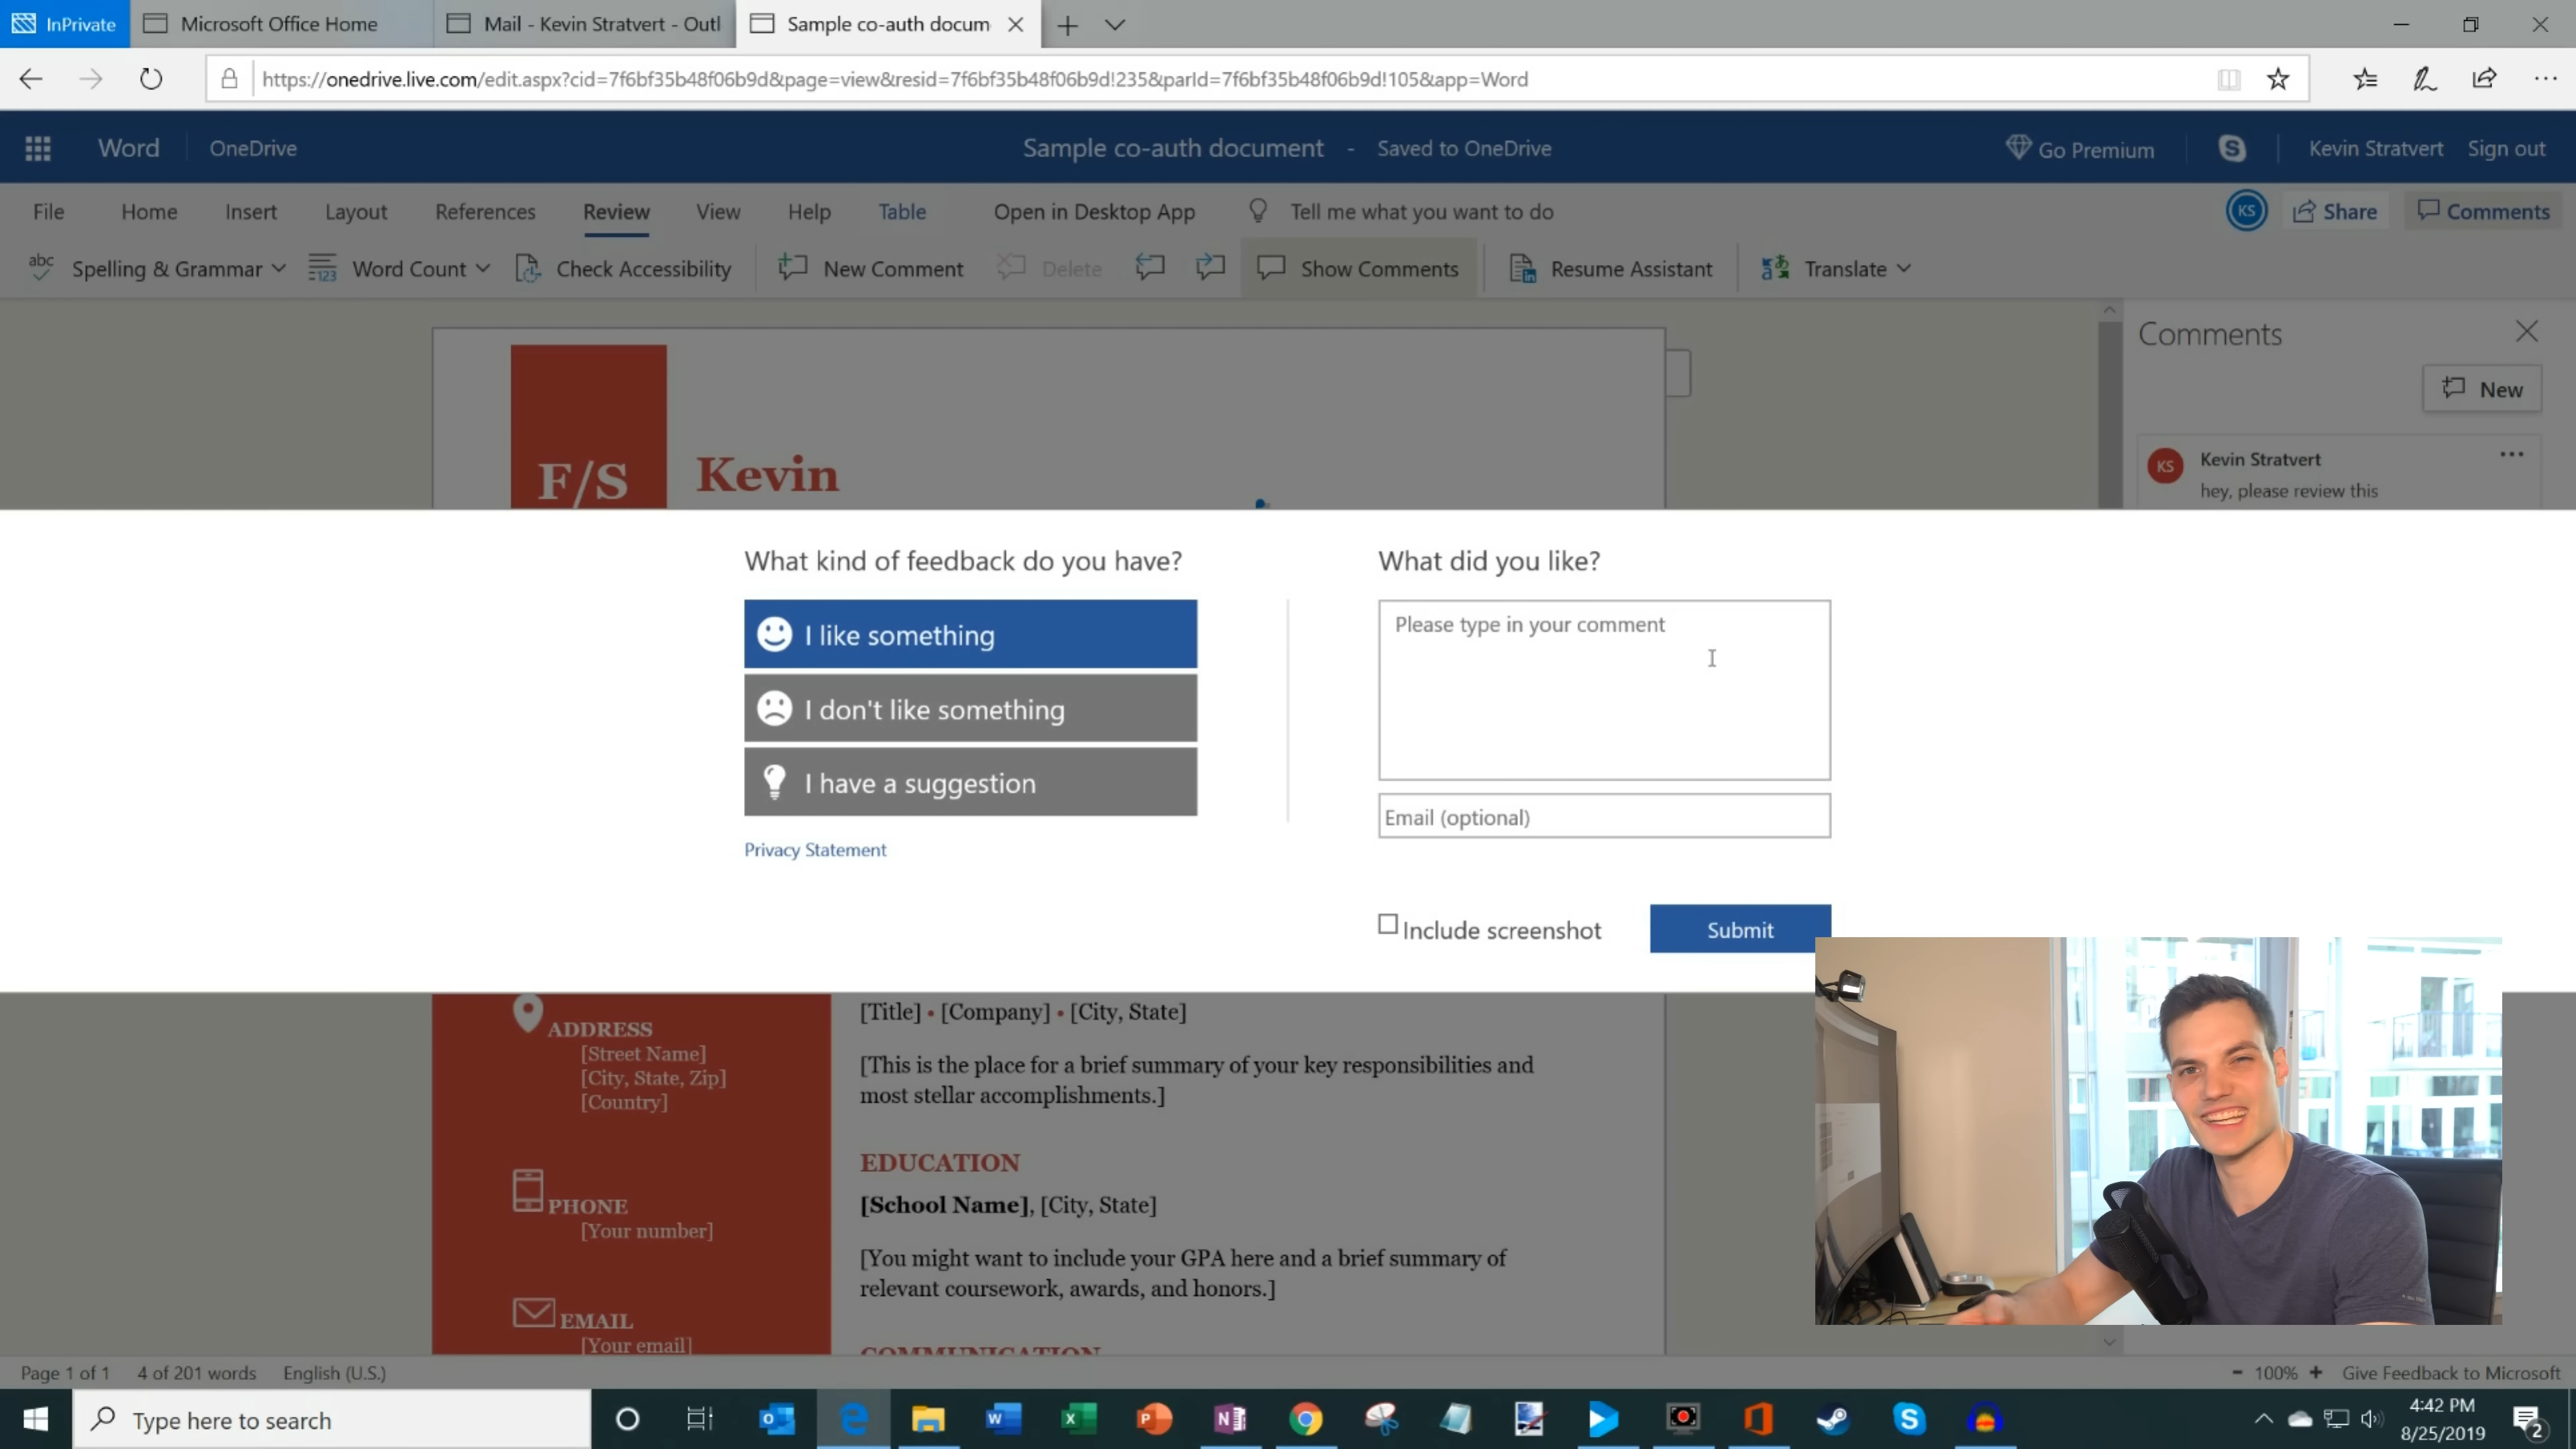 InPrivate
Microsoft Office Home
Mail - Kevin Stratvert - Outl
Sample co-auth docum
https://onedrive.live.com/edit.aspx?cid=7f6bf35b48f06b9d&page=view&resid=7f6bf35b48f06b9d!235&parId=7f6bf35b48f06b9d!105&app=Word
Word OneDrive Sample co-auth document - Saved to OneDrive Go Premium Kevin Stratvert Sign out
File Home Insert Layout References Review View Help Table Open in Desktop App Tell me what you want to do KS Share Comments
abc Spelling & Grammar 123 Word Count Check Accessibility New Comment Delete Show Comments Resume Assistant Translate
Comments
New
KS Kevin Stratvert
hey, please review this
F/S Kevin
What kind of feedback do you have?
I like something
I don't like something
I have a suggestion
Privacy Statement
What did you like?
Please type in your comment
Email (optional)
Include screenshot Submit
ADDRESS
[Street Name]
[City, State, Zip]
[Country]
PHONE
[Your number]
EMAIL
[Your email]
[Title] • [Company] • [City, State]
[This is the place for a brief summary of your key responsibilities and
most stellar accomplishments.]
EDUCATION
[School Name], [City, State]
[You might want to include your GPA here and a brief summary of
relevant coursework, awards, and honors.]
COMMUNICATION
Page 1 of 1 4 of 201 words English (U.S.) - 100% + Give Feedback to Microsoft
Type here to search
4:42 PM
8/25/2019
2